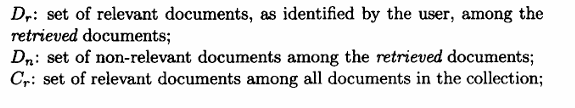 D_r: set of relevant documents, as identified by the user, among the
retrieved documents;
D_n: set of non-relevant documents among the retrieved documents;
C_r: set of relevant documents among all documents in the collection;